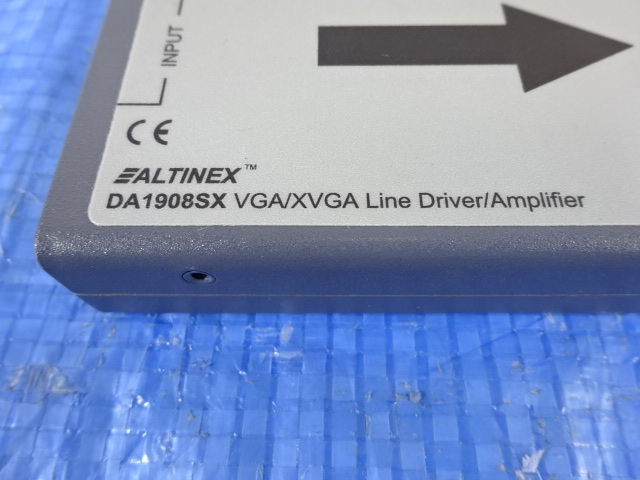 INPUT
CE
ALTINEX™
DA1908SX VGA/XVGA Line Driver/Amplifier